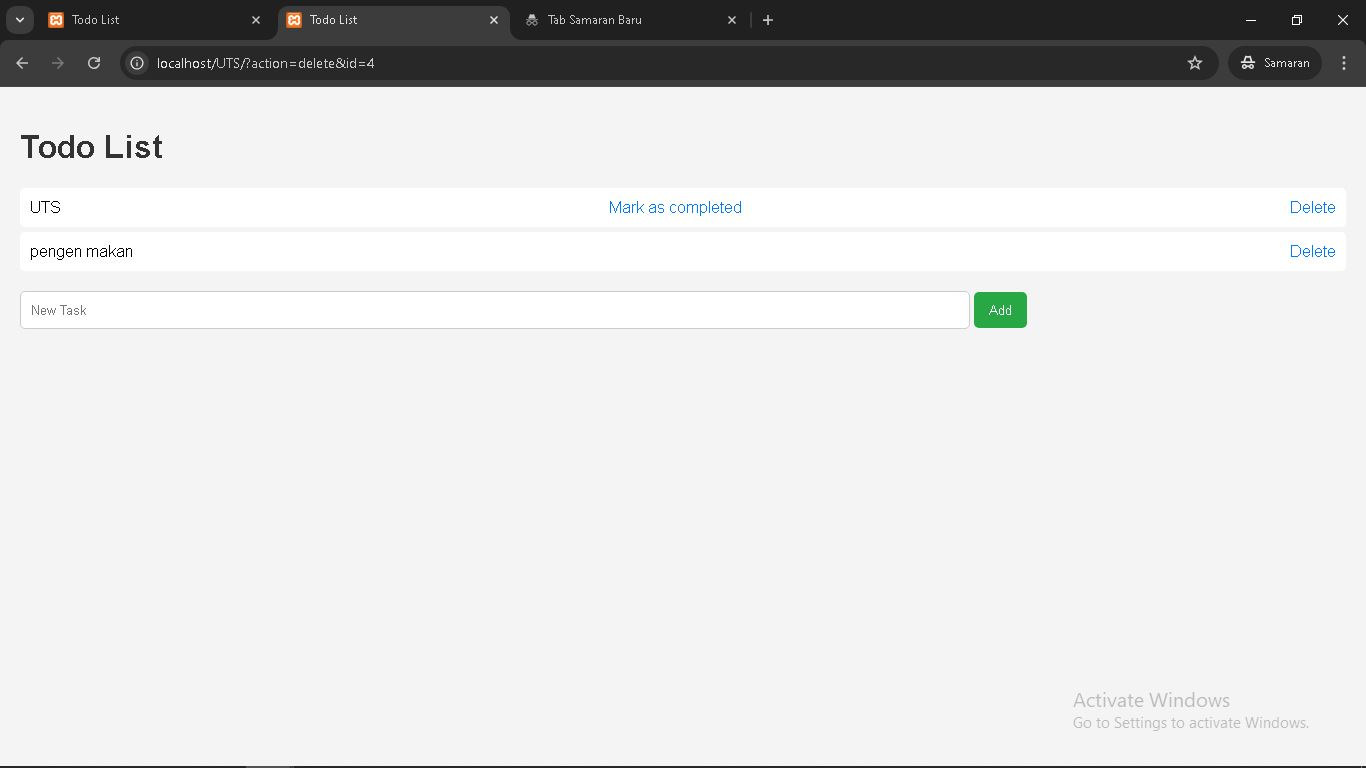 Todo List
Todo List
Tab Samaran Baru
localhost/UTS/?action=delete&id=4
Samaran
Todo List
UTS Mark as completed Delete
pengen makan Delete
New Task Add
Activate Windows
Go to Settings to activate Windows.